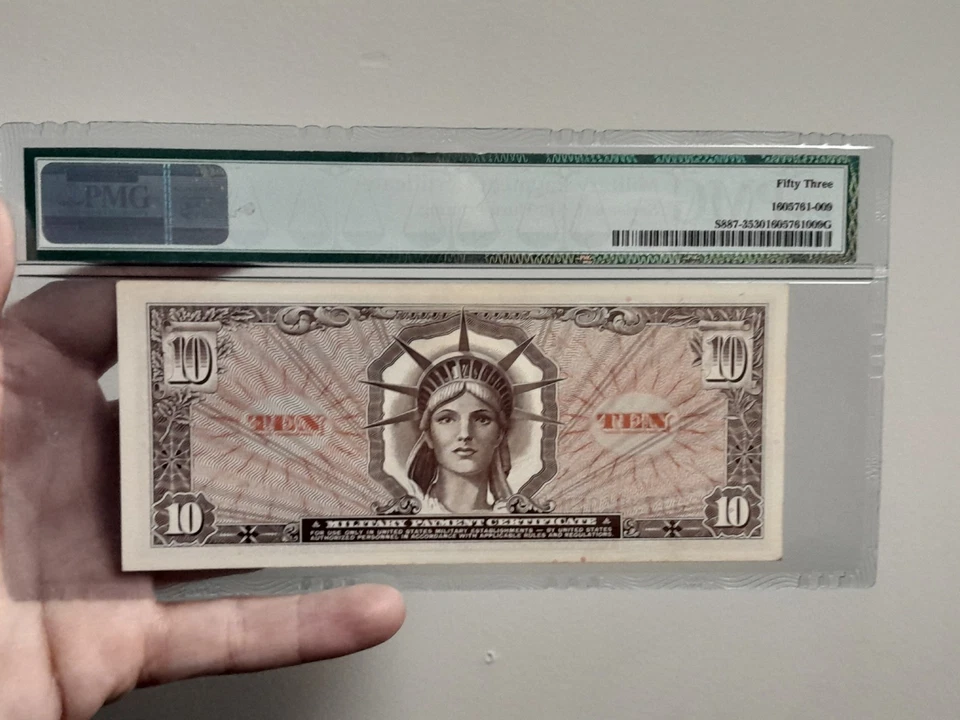 PMG
Fifty Three
1605761-009
S887-35301605761009G
10 10
TEN TEN
MILITARY PAYMENT CERTIFICATE
FOR USE ONLY IN UNITED STATES MILITARY ESTABLISHMENTS — BY UNITED STATES
AUTHORIZED PERSONNEL IN ACCORDANCE WITH APPLICABLE RULES AND REGULATIONS.
10 10